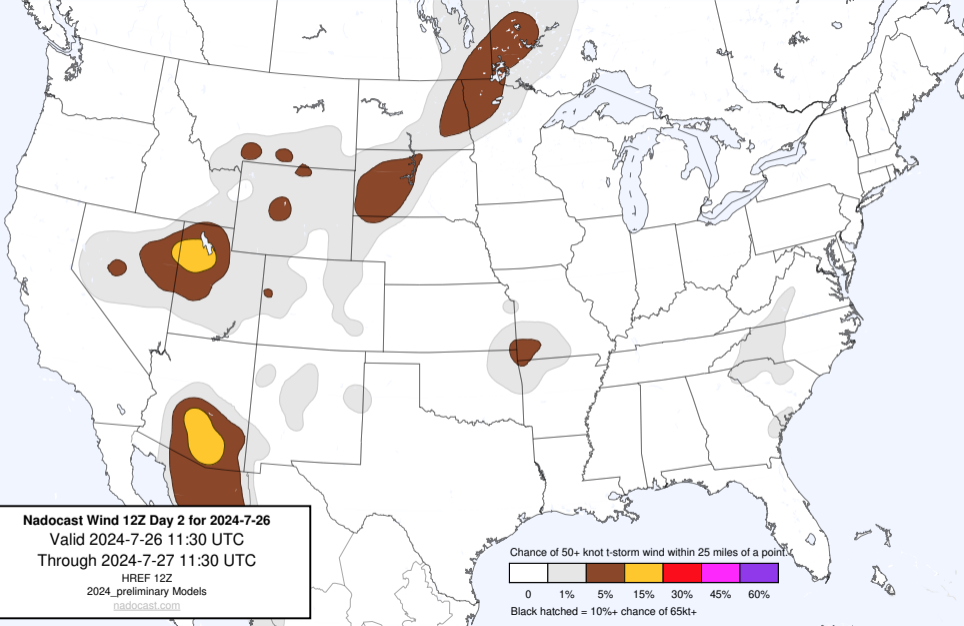 Nadocast Wind 12Z Day 2 for 2024-7-26
Valid 2024-7-26 11:30 UTC
Through 2024-7-27 11:30 UTC
HREF 12Z
2024_preliminary Models
nadocast.com
Chance of 50+ knot t-storm wind within 25 miles of a point.
0 1% 5% 15% 30% 45% 60%
Black hatched = 10%+ chance of 65kt+